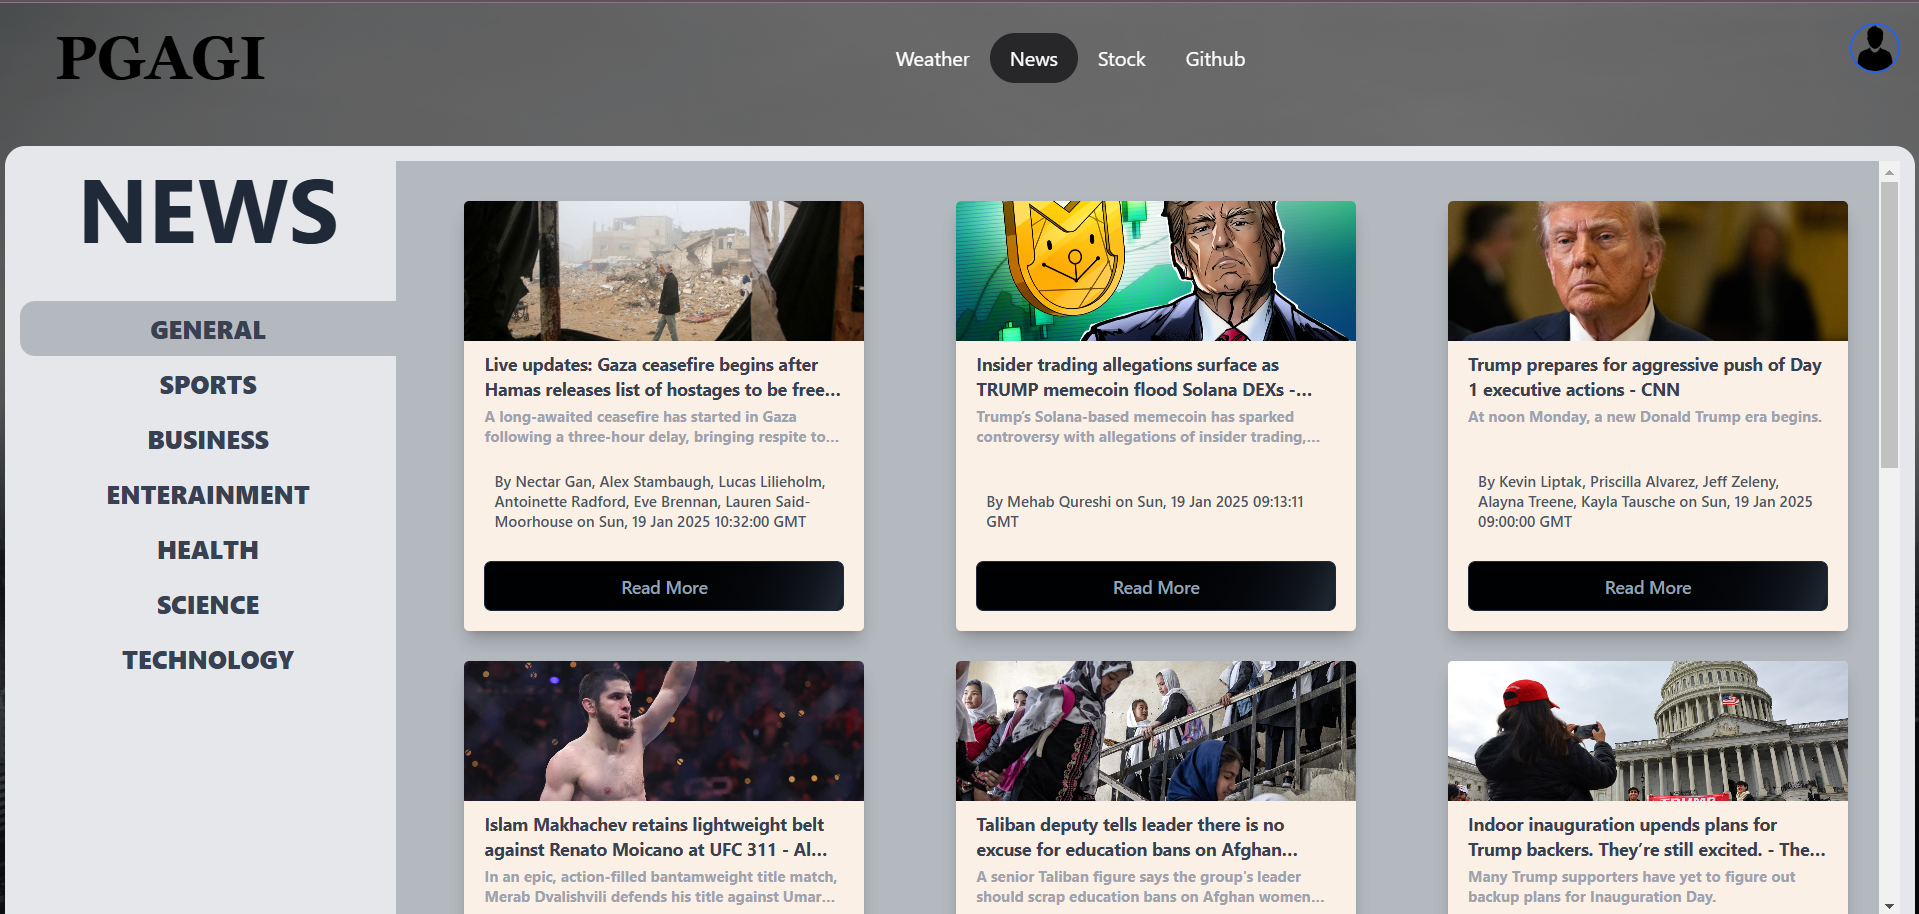 PGAGI
Weather
News
Stock
Github
NEWS
GENERAL
SPORTS
BUSINESS
ENTERAINMENT
HEALTH
SCIENCE
TECHNOLOGY
Live updates: Gaza ceasefire begins after
Hamas releases list of hostages to be free...
A long-awaited ceasefire has started in Gaza
following a three-hour delay, bringing respite to...
By Nectar Gan, Alex Stambaugh, Lucas Lilieholm,
Antoinette Radford, Eve Brennan, Lauren Said-
Moorhouse on Sun, 19 Jan 2025 10:32:00 GMT
Read More
Insider trading allegations surface as
TRUMP memecoin flood Solana DEXs -...
Trump’s Solana-based memecoin has sparked
controversy with allegations of insider trading,...
By Mehab Qureshi on Sun, 19 Jan 2025 09:13:11
GMT
Read More
Trump prepares for aggressive push of Day
1 executive actions - CNN
At noon Monday, a new Donald Trump era begins.
By Kevin Liptak, Priscilla Alvarez, Jeff Zeleny,
Alayna Treene, Kayla Tausche on Sun, 19 Jan 2025
09:00:00 GMT
Read More
Islam Makhachev retains lightweight belt
against Renato Moicano at UFC 311 - Al...
In an epic, action-filled bantamweight title match,
Merab Dvalishvili defends his title against Umar...
Taliban deputy tells leader there is no
excuse for education bans on Afghan...
A senior Taliban figure says the group's leader
should scrap education bans on Afghan women...
TRUMP
Indoor inauguration upends plans for
Trump backers. They’re still excited. - The...
Many Trump supporters have yet to figure out
backup plans for Inauguration Day.